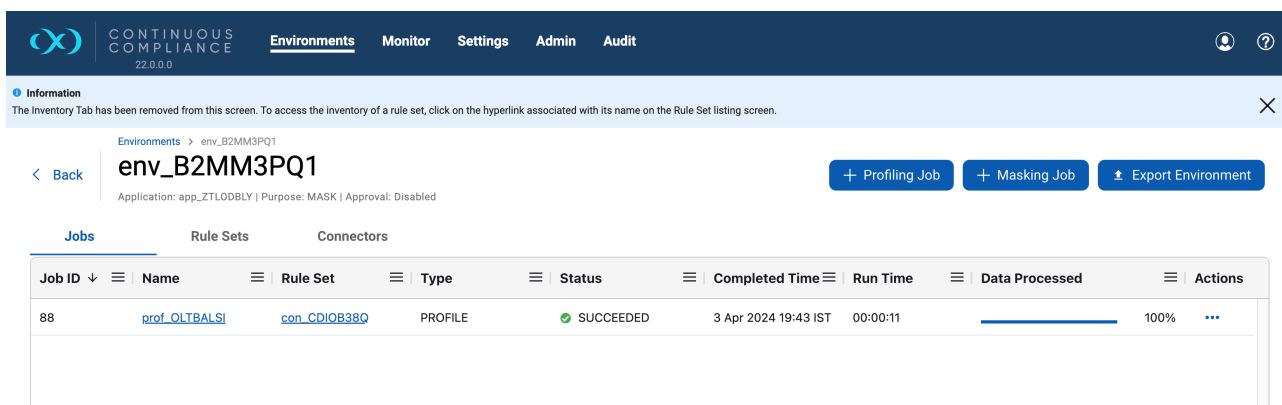 CONTINUOUS
COMPLIANCE
22.0.0.0
Environments Monitor Settings Admin Audit
Information
The Inventory Tab has been removed from this screen. To access the inventory of a rule set, click on the hyperlink associated with its name on the Rule Set listing screen.
Environments > env_B2MM3PQ1
Back
env_B2MM3PQ1
+ Profiling Job + Masking Job Export Environment
Application: app_ZTLODBLY | Purpose: MASK | Approval: Disabled
Jobs Rule Sets Connectors
Job ID Name Rule Set Type Status Completed Time Run Time Data Processed Actions
88 prof_OLTBALSI con_CDIOB38Q PROFILE SUCCEEDED 3 Apr 2024 19:43 IST 00:00:11 100%